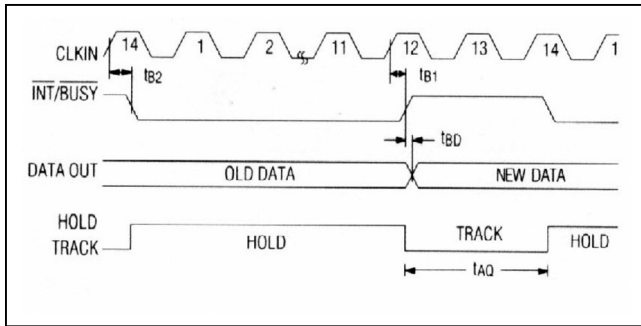 CLKIN 14 1 2 11 12 13 14 1
tB2 tB1
INT/BUSY
tBD
DATA OUT OLD DATA NEW DATA
HOLD
TRACK HOLD TRACK HOLD
tAQ